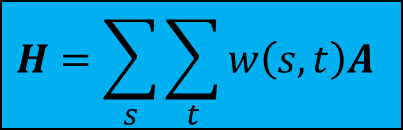 H = ∑_s ∑_t w(s, t)A